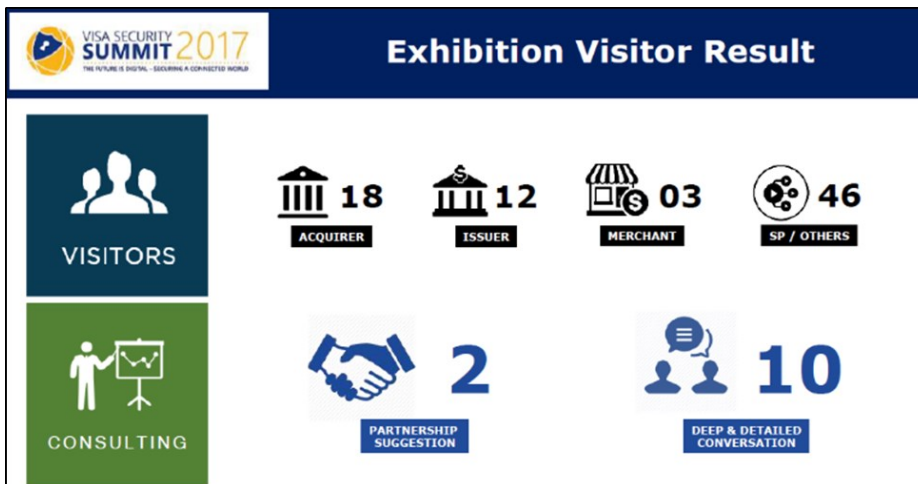 VISA SECURITY
SUMMIT 2017
THE FUTURE IS DIGITAL - SECURING A CONNECTED WORLD
Exhibition Visitor Result
VISITORS
18
ACQUIRER
$
12
ISSUER
$
03
MERCHANT
46
SP / OTHERS
CONSULTING
2
PARTNERSHIP
SUGGESTION
10
DEEP & DETAILED
CONVERSATION